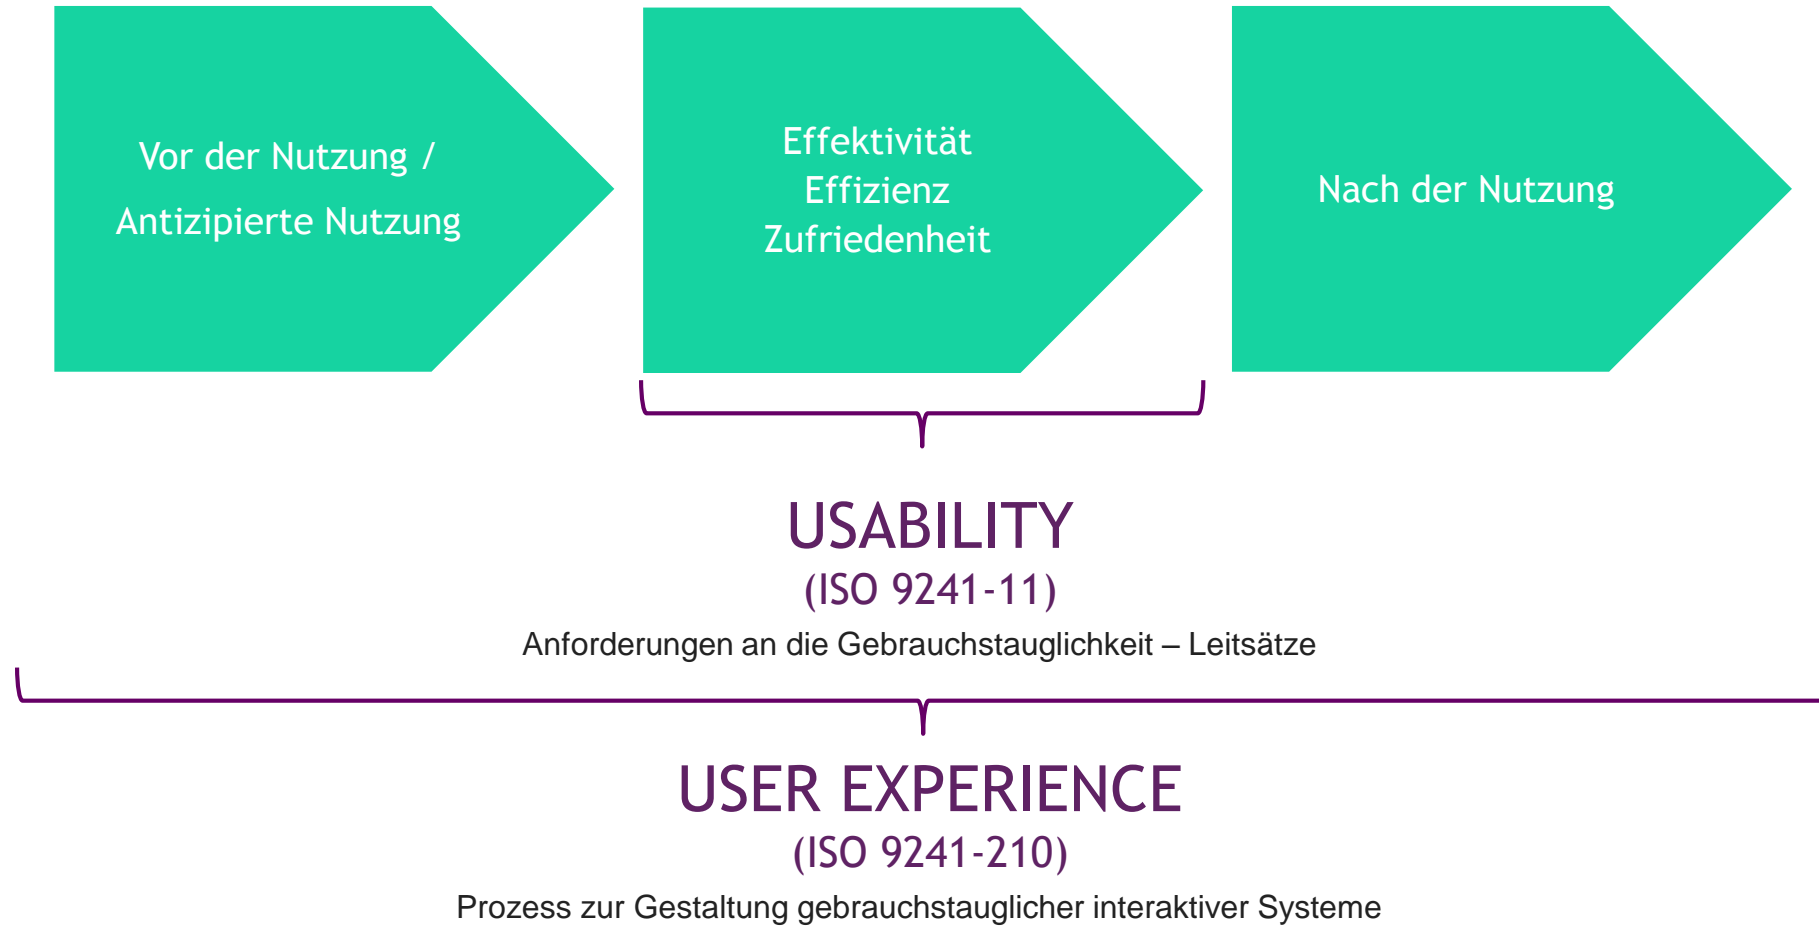 Vor der Nutzung /
Antizipierte Nutzung
Effektivität
Effizienz
Zufriedenheit
Nach der Nutzung
USABILITY
(ISO 9241-11)
Anforderungen an die Gebrauchstauglichkeit – Leitsätze
USER EXPERIENCE
(ISO 9241-210)
Prozess zur Gestaltung gebrauchstauglicher interaktiver Systeme